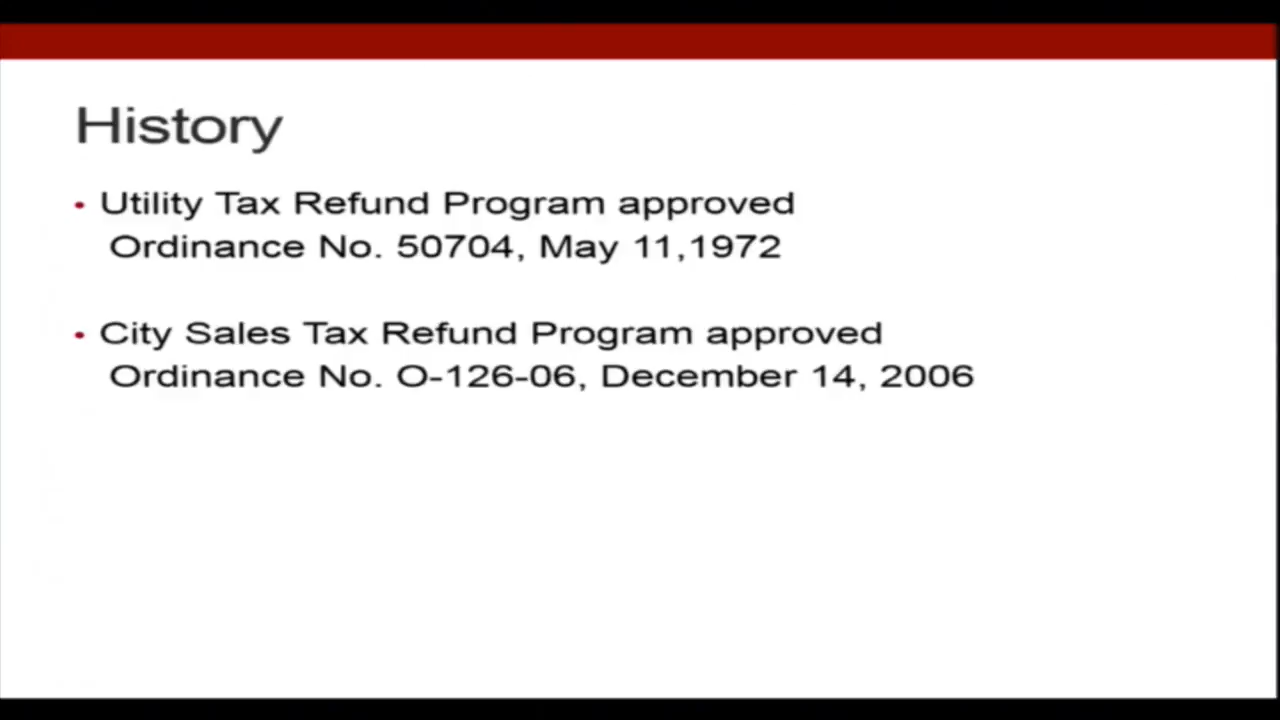 History
• Utility Tax Refund Program approved
Ordinance No. 50704, May 11,1972
• City Sales Tax Refund Program approved
Ordinance No. O-126-06, December 14, 2006